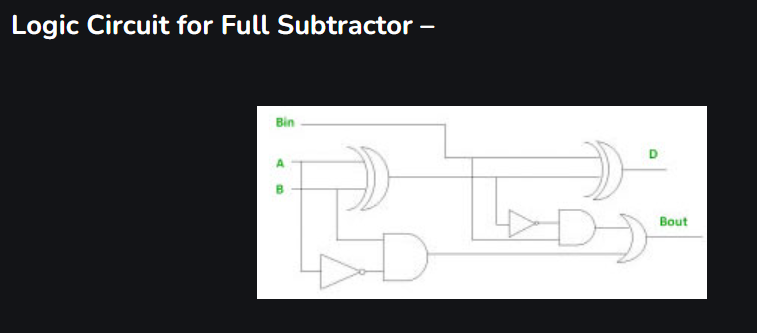 Logic Circuit for Full Subtractor –
Bin
A
D
B
Bout